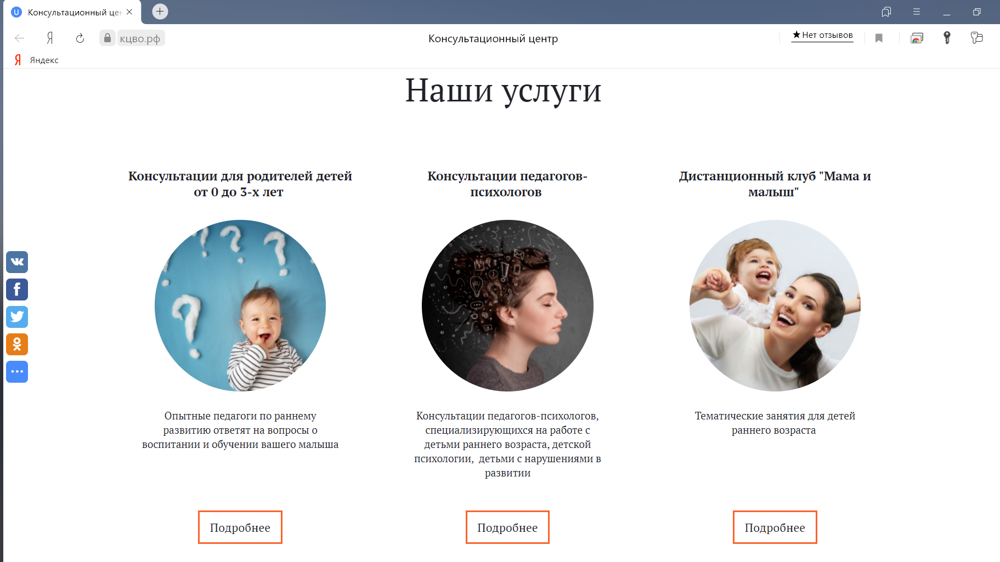 Консультационный цен
кцво.рф
Консультационный центр
★Нет отзывов
Яндекс
Наши услуги
Консультации для родителей детей
от 0 до 3-х лет
Опытные педагоги по раннему
развитию ответят на вопросы о
воспитании и обучении вашего малыша
Подробнее
Консультации педагогов-
психологов
Консультации педагогов-психологов,
специализирующихся на работе с
детьми раннего возраста, детской
психологии,  детьми с нарушениями в
развитии
Подробнее
Дистанционный клуб "Мама и
малыш"
Тематические занятия для детей
раннего возраста
Подробнее